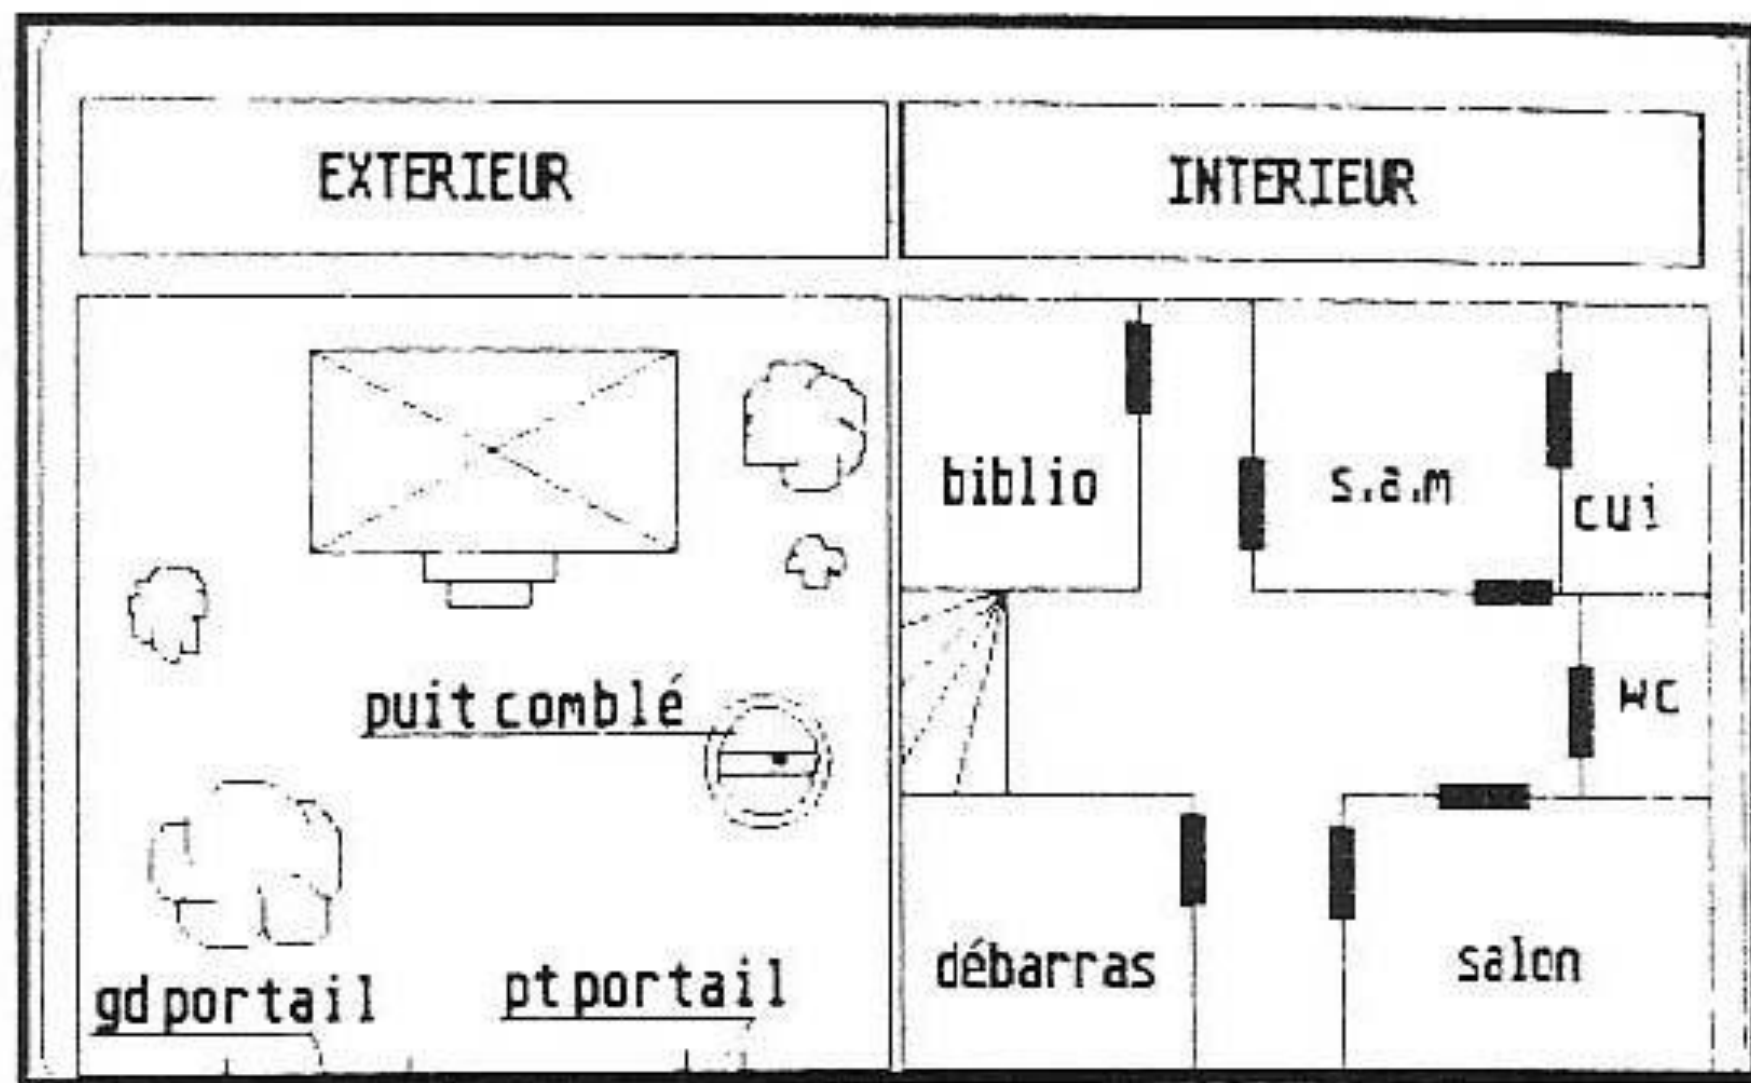 EXTERIEUR
INTERIEUR
puit comblé
gd portail
pt portail
biblio
s.a.m
cui
WC
débarras
salon